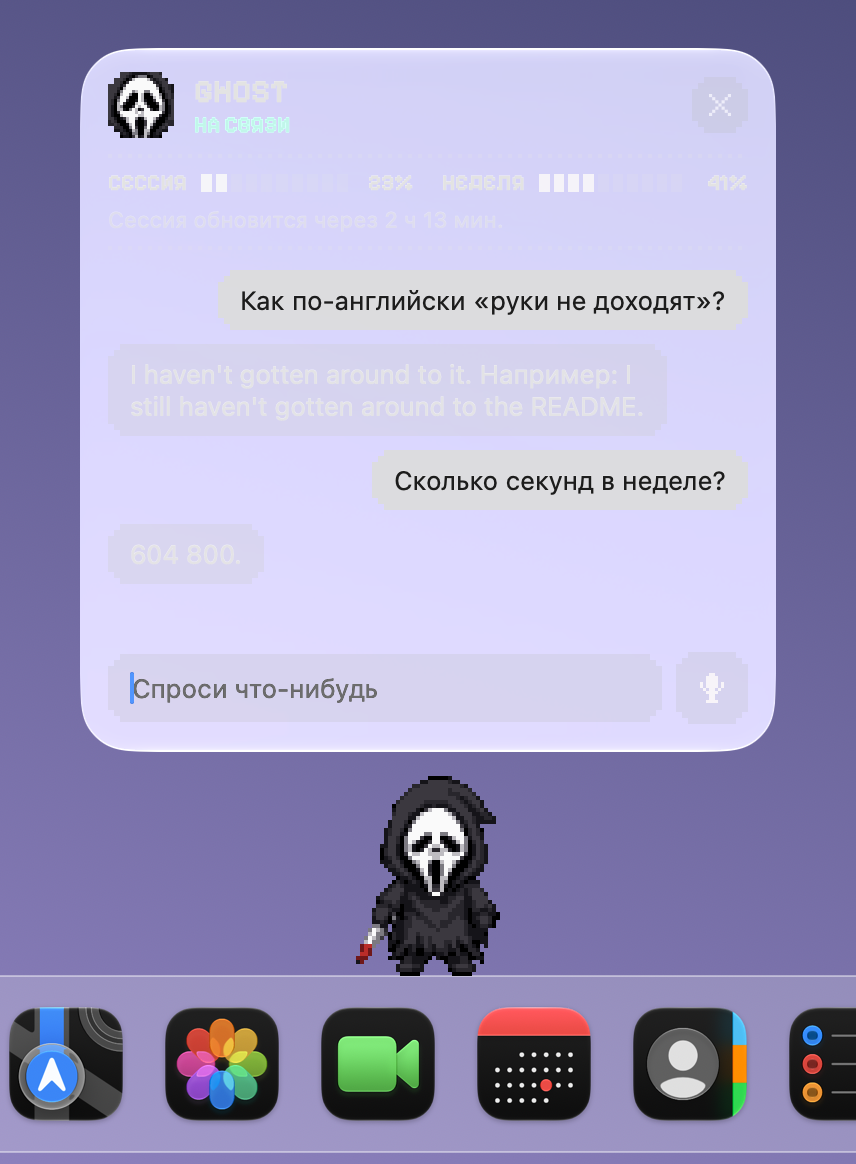 GHOST
НА СВЯЗИ
СЕССИЯ 23% НЕДЕЛЯ 41%
Сессия обновится через 2 ч 13 мин.
Как по-английски «руки не доходят»?
I haven't gotten around to it. Например: I
still haven't gotten around to the README.
Сколько секунд в неделе?
604 800.
Спроси что-нибудь